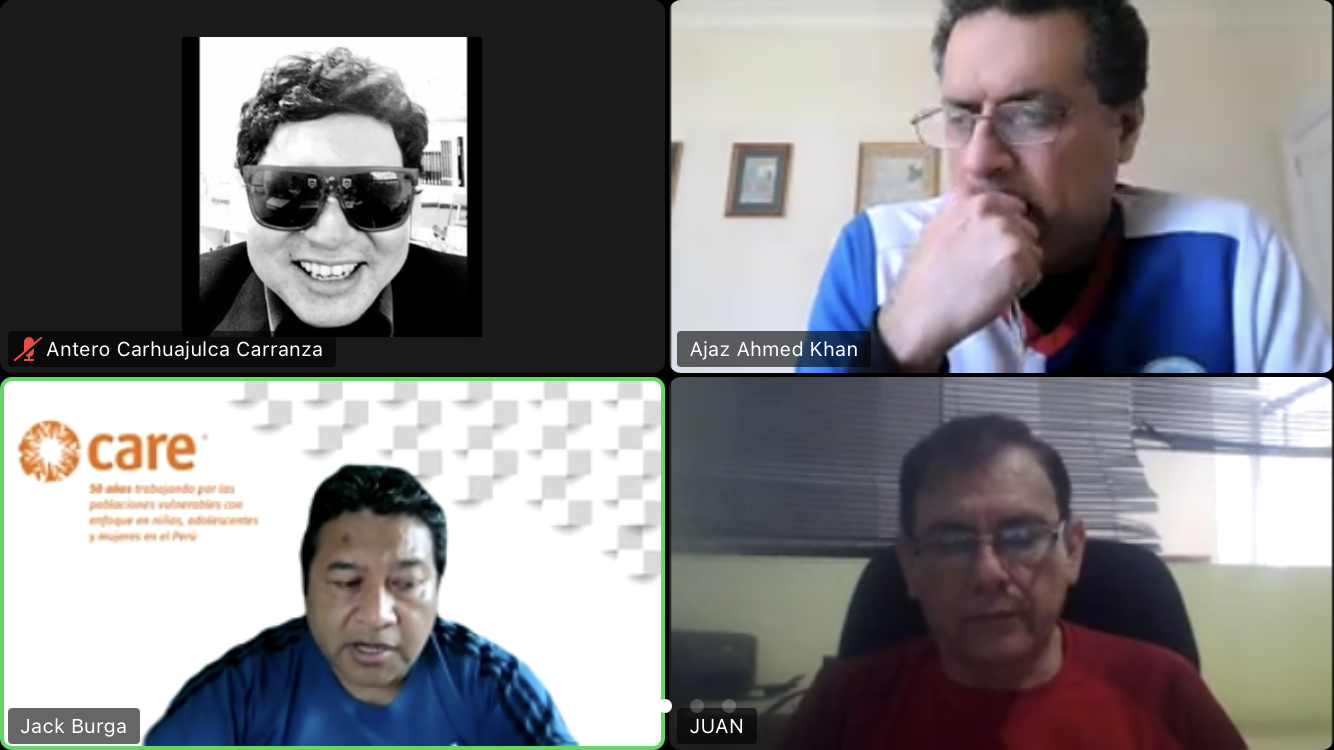 Antero Carhuajulca Carranza
Ajaz Ahmed Khan
care
50 años trabajando por las
poblaciones vulnerables con
enfoque en niñas, adolescentes
y mujeres en el Perú
Jack Burga
JUAN